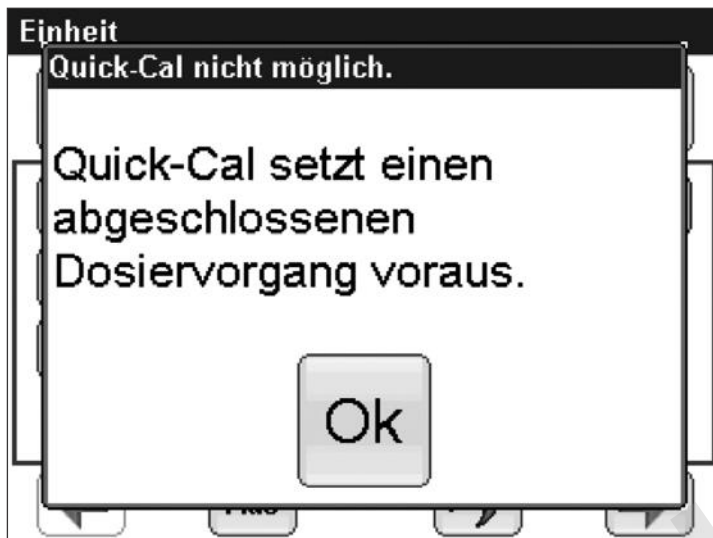 Einheit
Quick-Cal nicht möglich.
Quick-Cal setzt einen
abgeschlossenen
Dosiervorgang voraus.
Ok